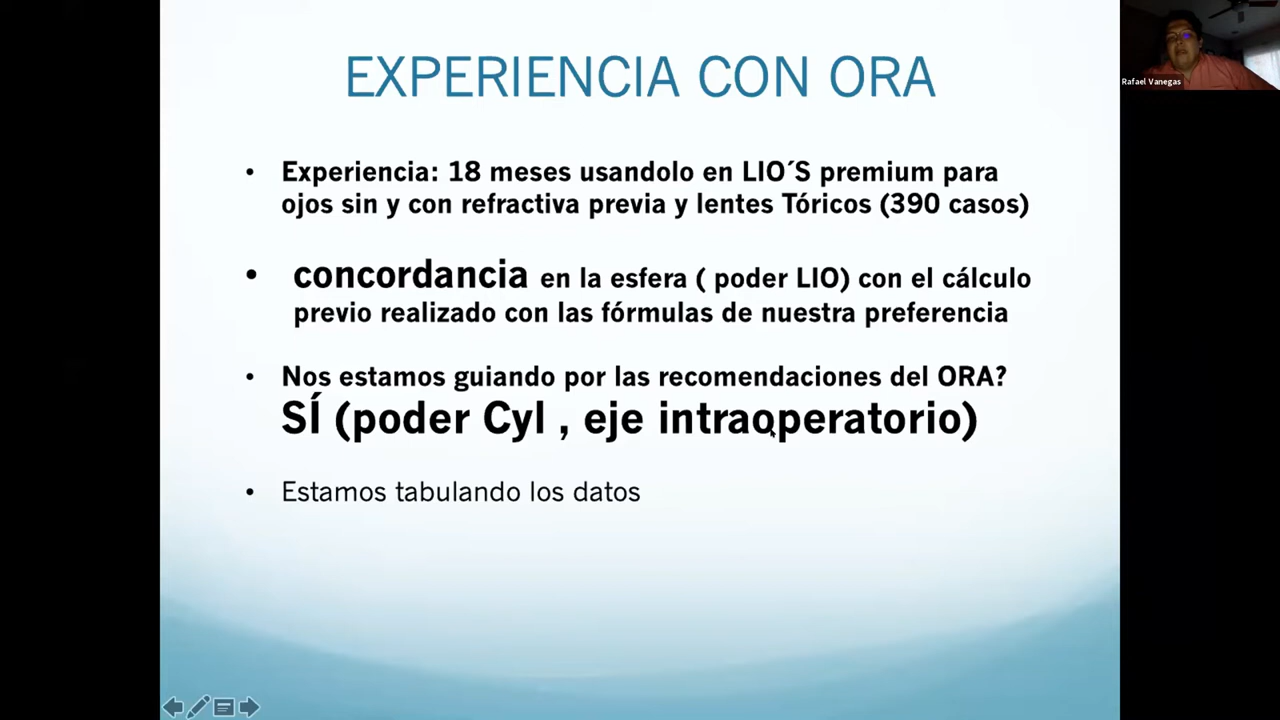 EXPERIENCIA CON ORA
Rafael Vanegas
• Experiencia: 18 meses usandolo en LIO´S premium para
ojos sin y con refractiva previa y lentes Tóricos (390 casos)
• concordancia en la esfera ( poder LIO) con el cálculo
previo realizado con las fórmulas de nuestra preferencia
• Nos estamos guiando por las recomendaciones del ORA?
SÍ (poder Cyl , eje intraoperatorio)
• Estamos tabulando los datos